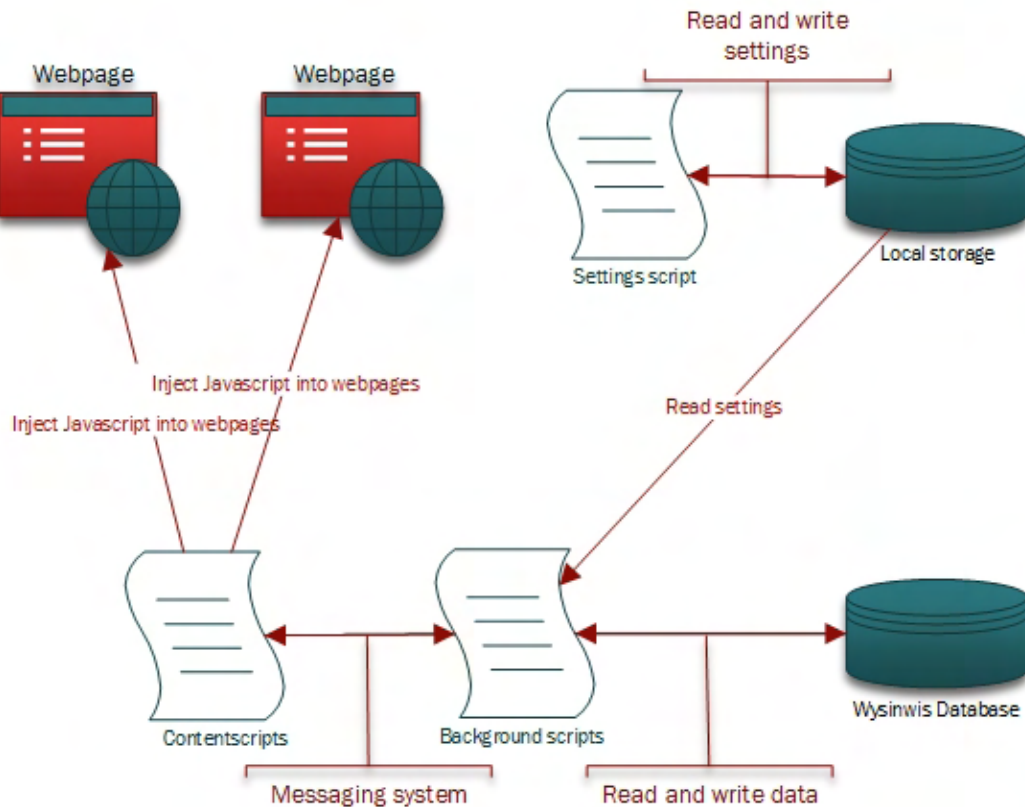 Read and write
settings
Webpage
Webpage
Local storage
Settings script
Inject Javascript into webpages
Read settings
Inject Javascript into webpages
Wysinwis Database
Contentscripts
Background scripts
Messaging system
Read and write data